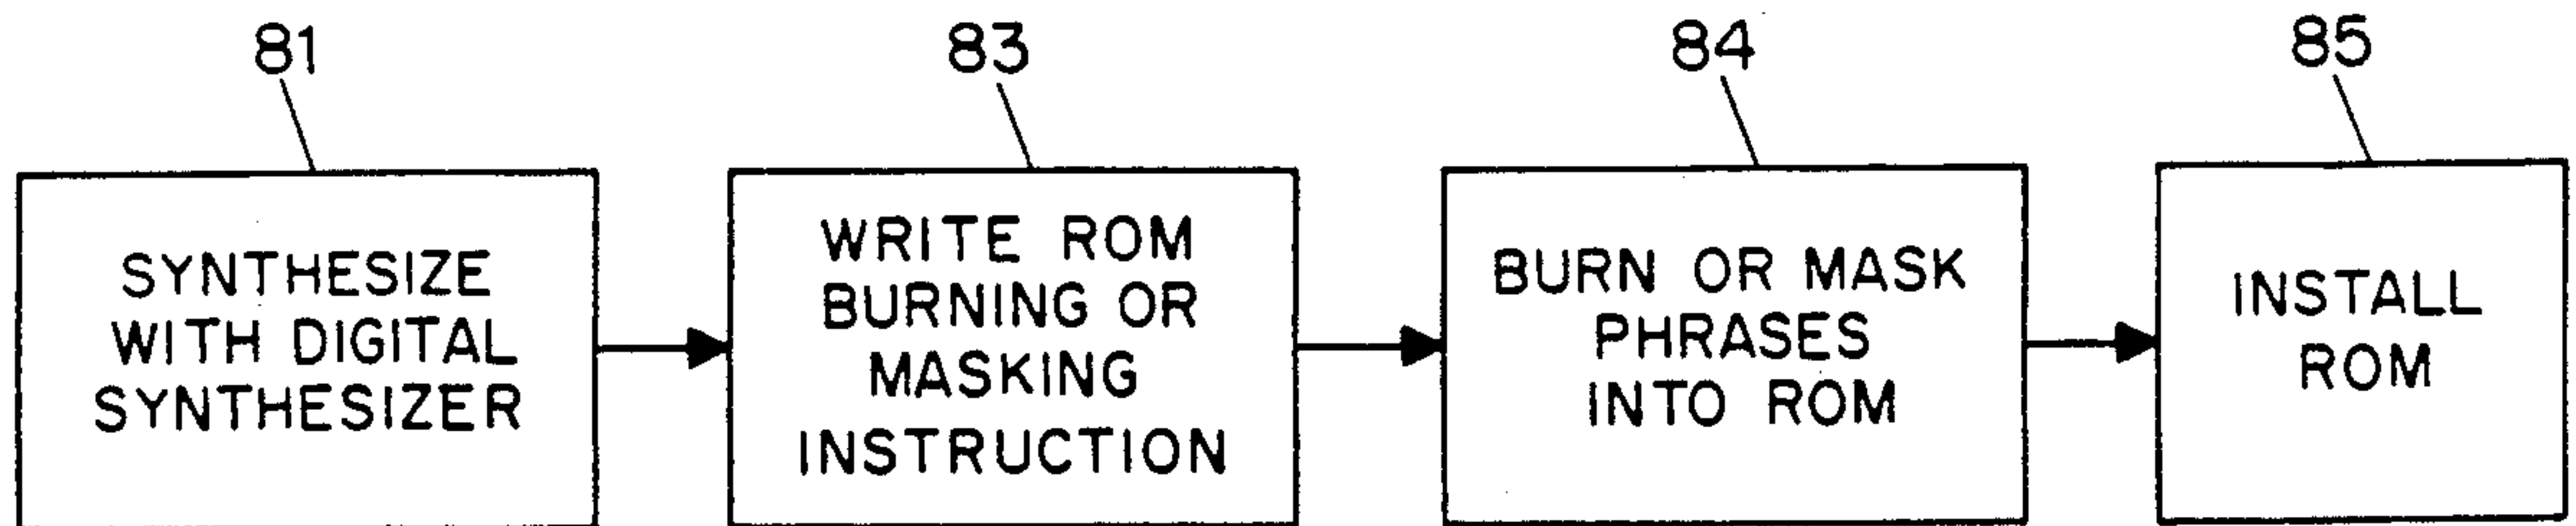 81
83
84
85
SYNTHESIZE
WITH DIGITAL
SYNTHESIZER
WRITE ROM
BURNING OR
MASKING
INSTRUCTION
BURN OR MASK
PHRASES
INTO ROM
INSTALL
ROM